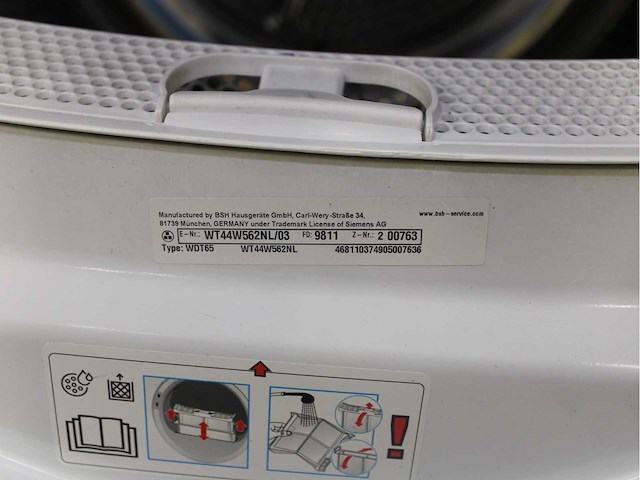 Manufactured by BSH Hausgeräte GmbH, Carl-Wery-Straße 34, www.bsh-service.com
81739 München, GERMANY under Trademark License of Siemens AG
E-Nr.: WT44W562NL/03 FD: 9811 Z-Nr.: 2 00763
Type: WDT65 WT44W562NL 468110374905007636